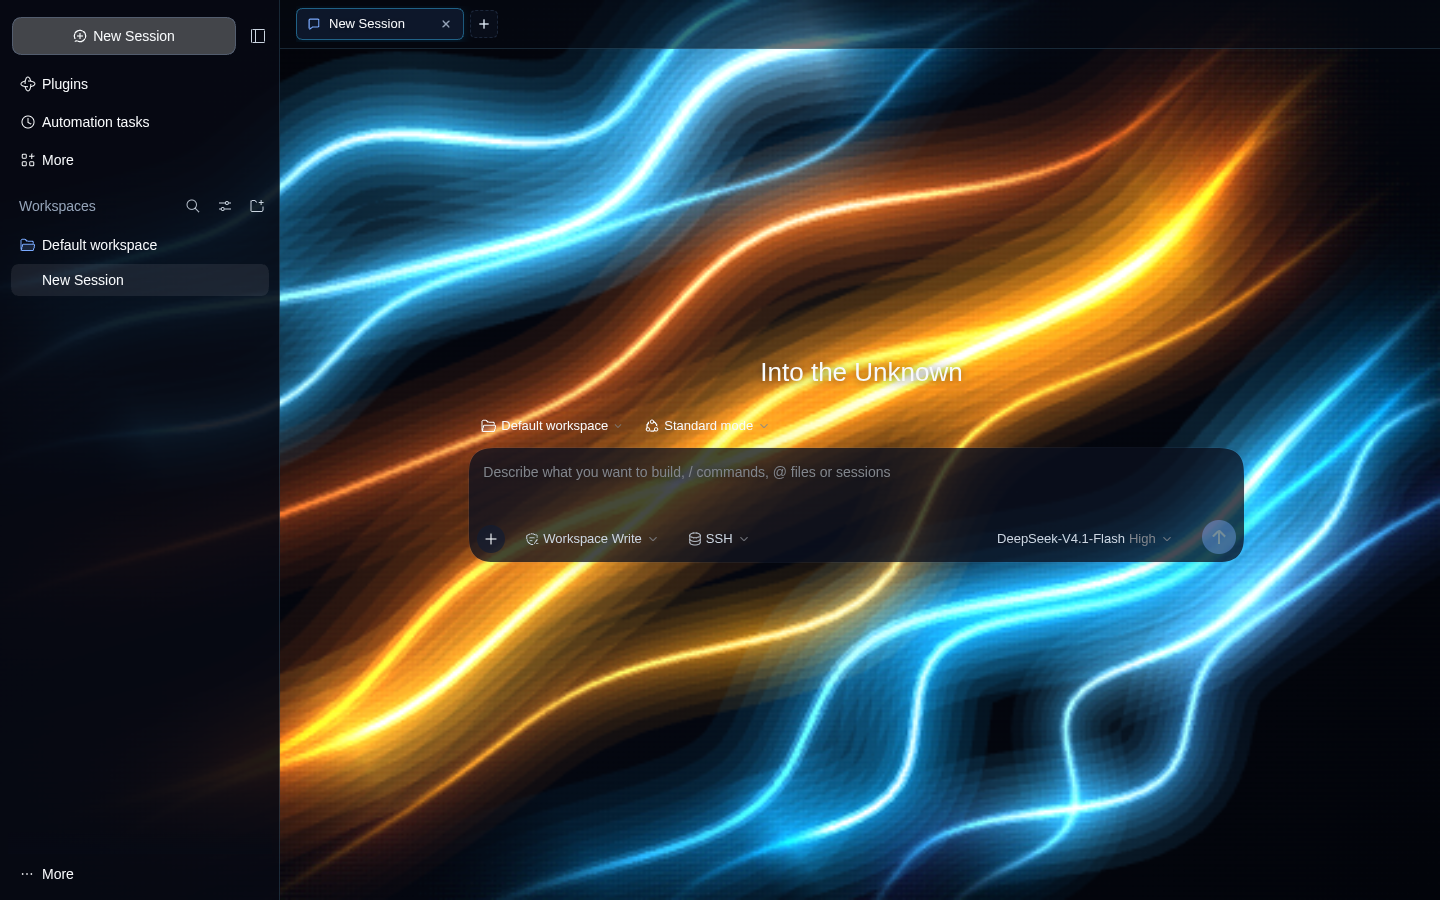 New Session
Plugins
Automation tasks
More
Workspaces
Default workspace
New Session
More
New Session
Into the Unknown
Default workspace
Standard mode
Describe what you want to build, / commands, @ files or sessions
Workspace Write
SSH
DeepSeek-V4.1-Flash High